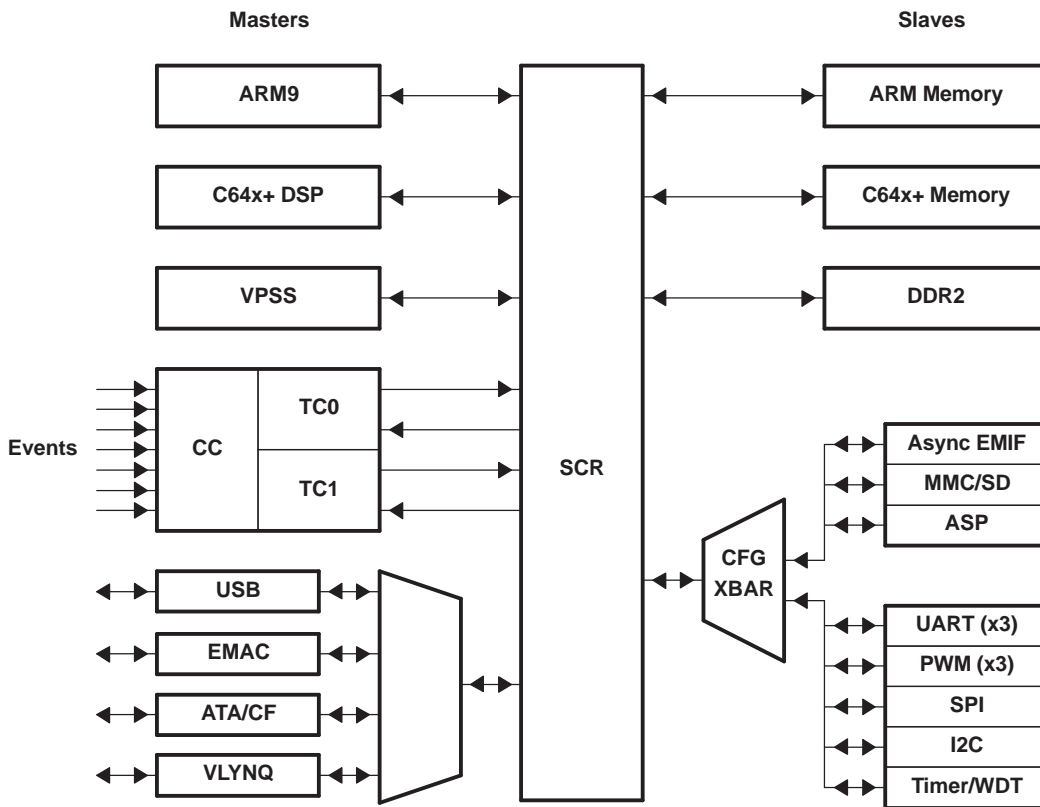 Masters
Slaves
ARM9
ARM Memory
C64x+ DSP
C64x+ Memory
VPSS
DDR2
Events
CC
TC0
TC1
SCR
Async EMIF
MMC/SD
ASP
CFG
XBAR
USB
EMAC
ATA/CF
VLYNQ
UART (x3)
PWM (x3)
SPI
I2C
Timer/WDT